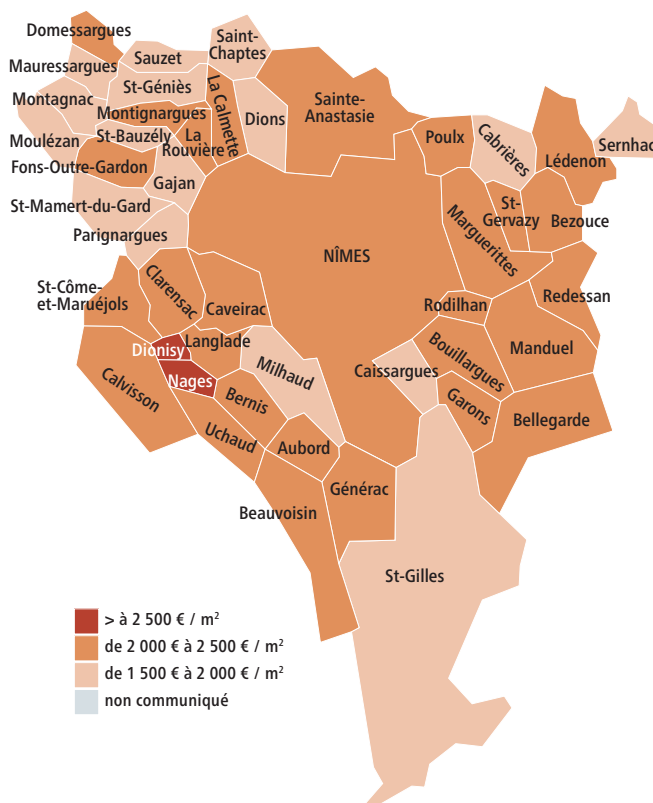 Domessargues
Saint-
Chaptes
Sauzet
Mauressargues
St-Géniès
La Calmette
Sainte-
Anastasie
Montagnac
Montignargues
Dions
St-Bauzély
La
Rouvière
Moulézan
Poulx
Cabrières
Sernhac
Lédenon
Fons-Outre-Gardon
Gajan
St-Mamert-du-Gard
St-
Gervazy
Bezouce
Parignargues
Marguerittes
NÎMES
St-Côme-
et-Maruéjols
Clarensac
Caveirac
Rodilhan
Redessan
Dionisy
Langlade
Manduel
Bouillargues
Milhaud
Caissargues
Calvisson
Nages
Bernis
Garons
Bellegarde
Uchaud
Aubord
Générac
Beauvoisin
St-Gilles
> à 2 500 € / m²
de 2 000 € à 2 500 € / m²
de 1 500 € à 2 000 € / m²
non communiqué